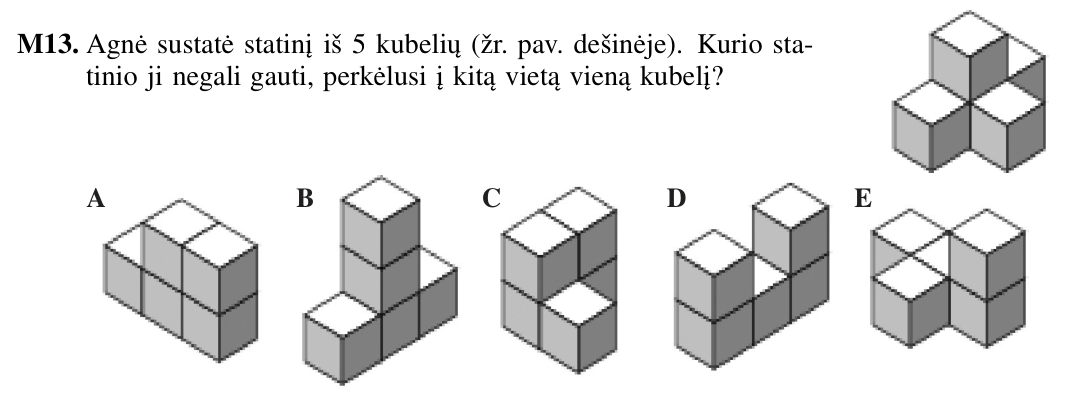 M13. Agnė sustatė statinį iš 5 kubelių (žr. pav. dešinėje). Kurio sta-
tinio ji negali gauti, perkėlusi į kitą vietą vieną kubelį?
A B C D E